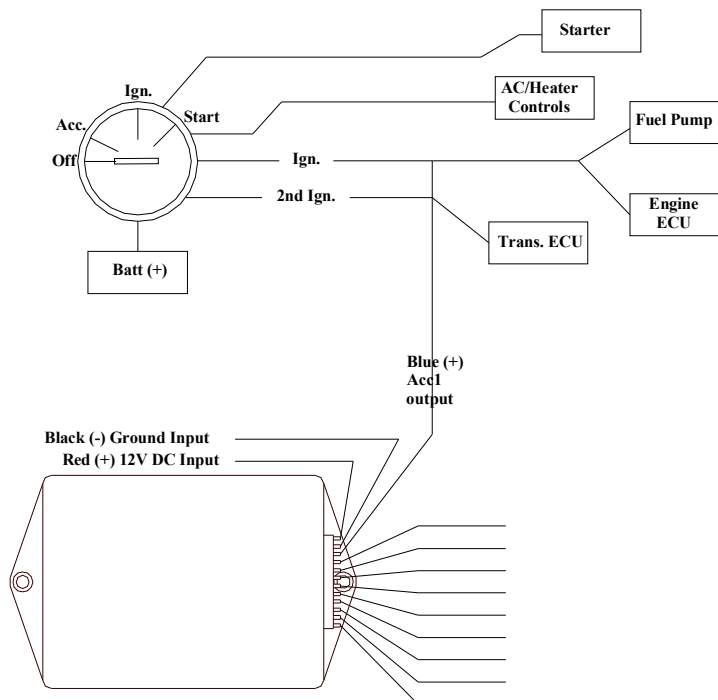 Starter
Ign.
Start
AC/Heater
Controls
Acc.
Fuel Pump
Off
Ign.
2nd Ign.
Engine
ECU
Trans. ECU
Batt (+)
Blue (+)
Acc1
output
Black (-) Ground Input
Red (+) 12V DC Input